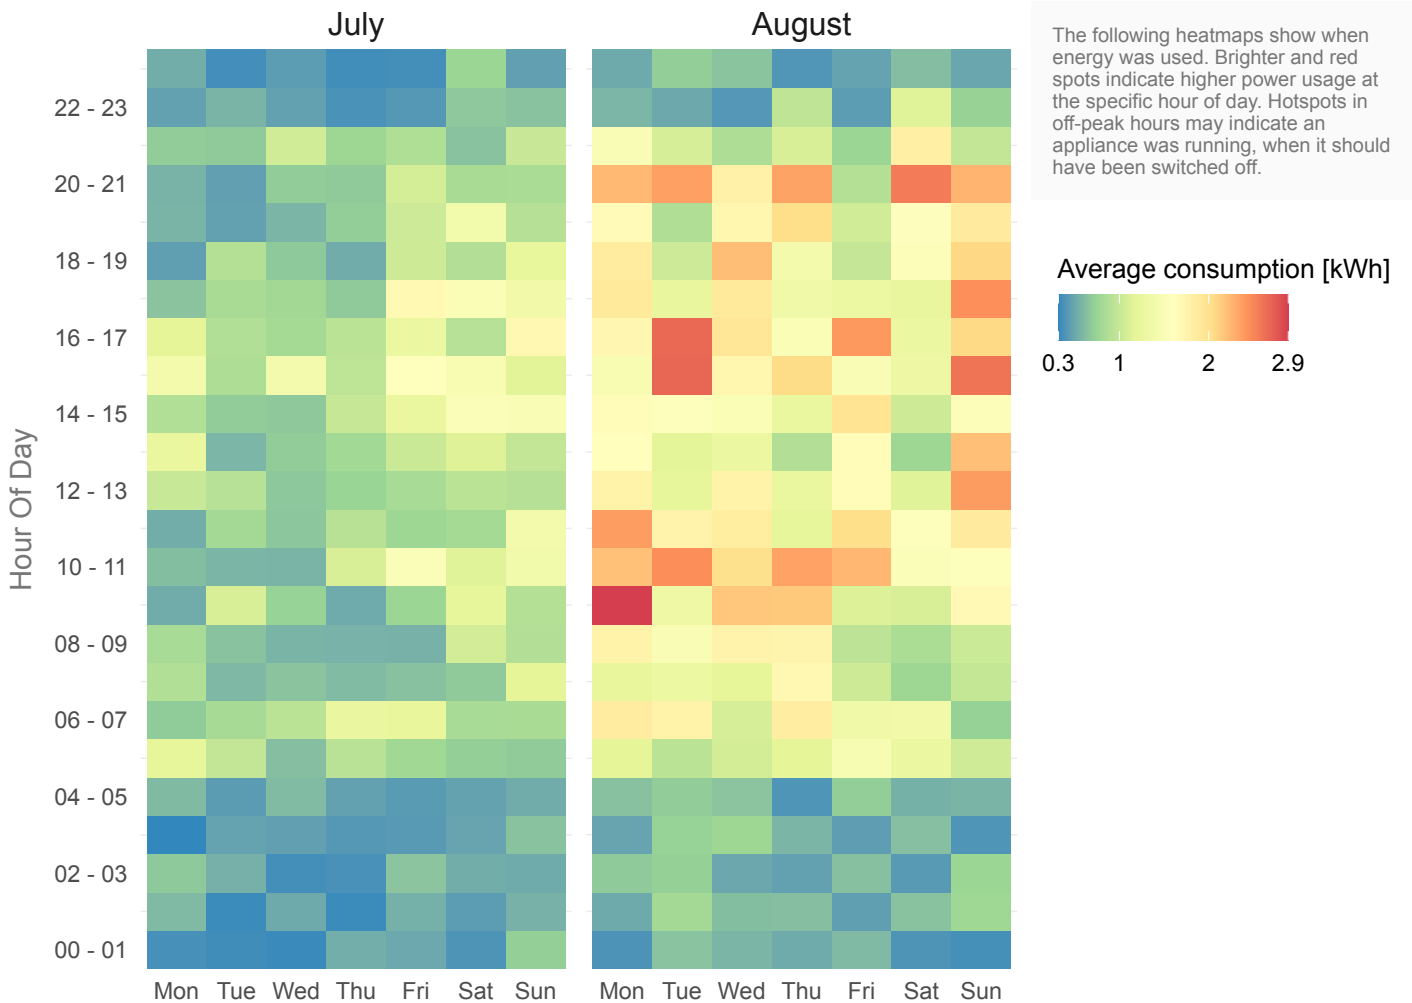 July
August
The following heatmaps show when
energy was used. Brighter and red
spots indicate higher power usage at
the specific hour of day. Hotspots in
off-peak hours may indicate an
appliance was running, when it should
have been switched off.
Average consumption [kWh]
0.3 1 2 2.9
Hour Of Day
22 - 23
20 - 21
18 - 19
16 - 17
14 - 15
12 - 13
10 - 11
08 - 09
06 - 07
04 - 05
02 - 03
00 - 01
Mon Tue Wed Thu Fri Sat Sun
Mon Tue Wed Thu Fri Sat Sun